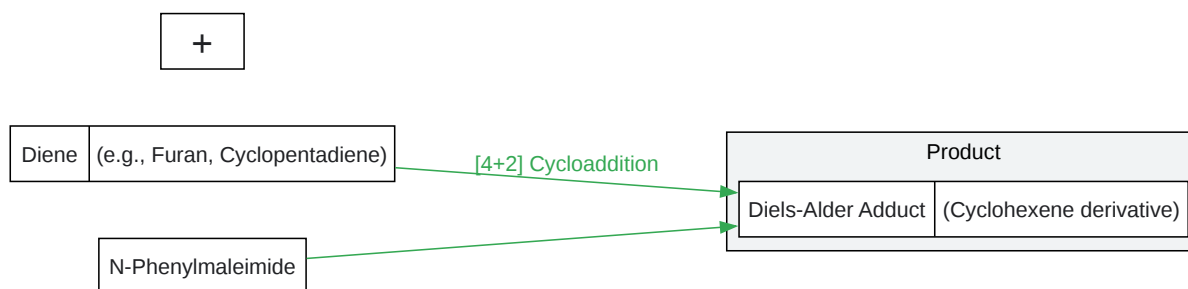 +
Diene
(e.g., Furan, Cyclopentadiene)
[4+2] Cycloaddition
Product
Diels-Alder Adduct
(Cyclohexene derivative)
N-Phenylmaleimide